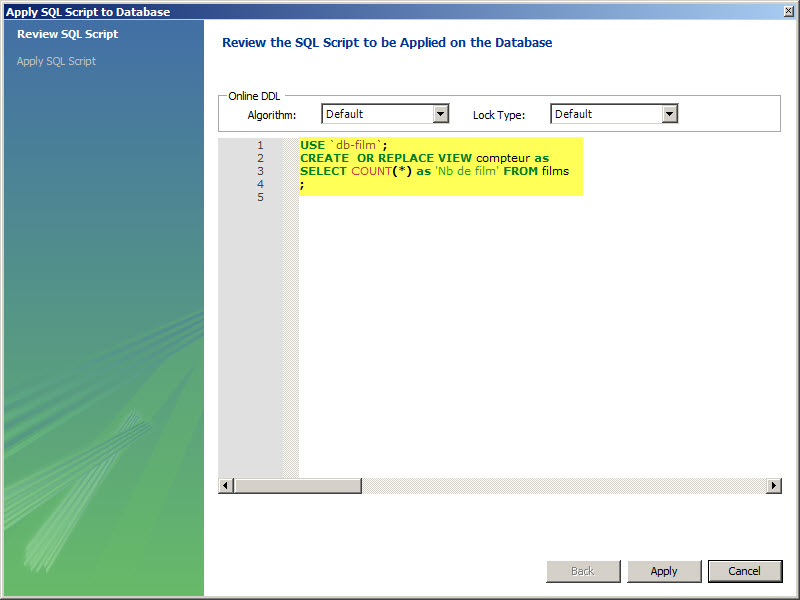 Apply SQL Script to Database
Review SQL Script
Apply SQL Script
Review the SQL Script to be Applied on the Database
Online DDL
Algorithm: Default Lock Type: Default
1 USE `db-film`;
2 CREATE  OR REPLACE VIEW compteur as
3 SELECT COUNT(*) as 'Nb de film' FROM films
4 ;
5
Back Apply Cancel